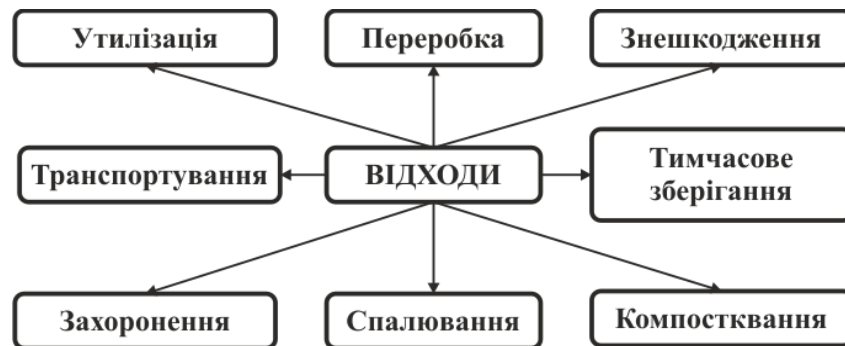 Утилізація
Переробка
Знешкодження
Транспортування
ВІДХОДИ
Тимчасове
зберігання
Захоронення
Спалювання
Компостквання